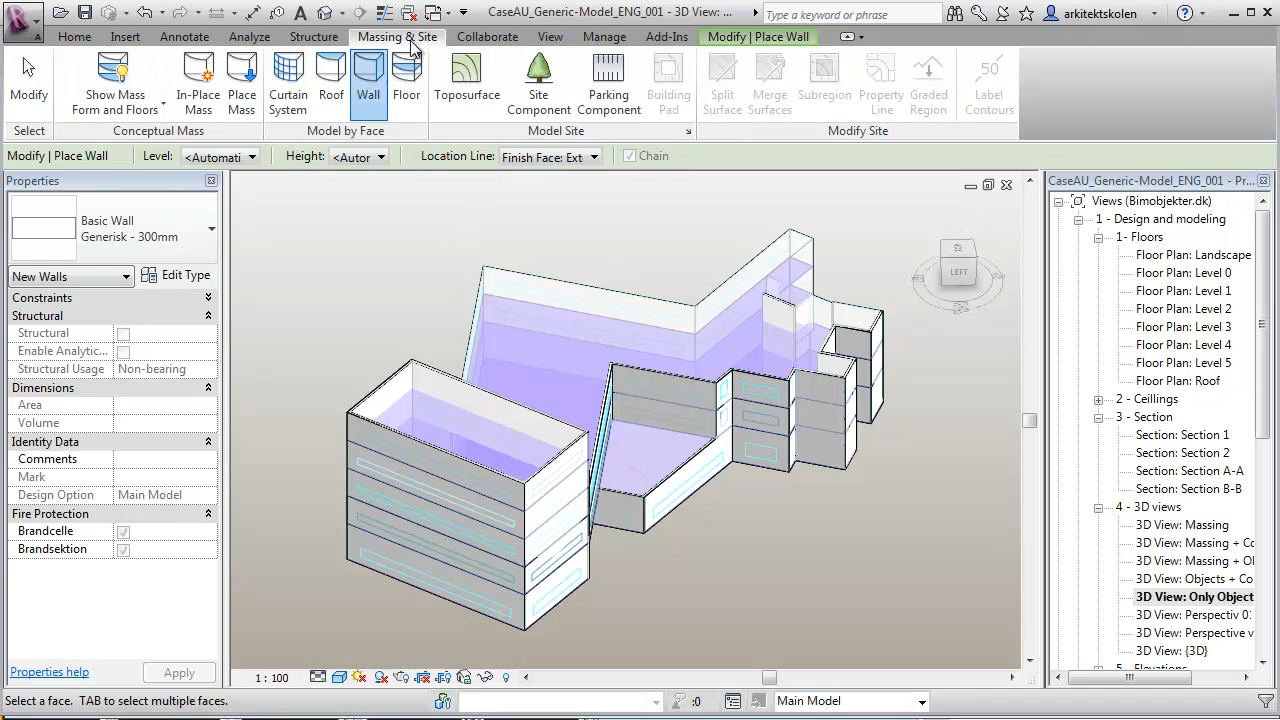 CaseAU_Generic-Model_ENG_001 - 3D View: ...
Type a keyword or phrase
arkitektskolen
Home
Insert
Annotate
Analyze
Structure
Massing & Site
Collaborate
View
Manage
Add-Ins
Modify | Place Wall
Modify
Show Mass
Form and Floors
In-Place
Mass
Place
Mass
Curtain
System
Roof
Wall
Floor
Toposurface
Site
Component
Parking
Component
Building
Pad
Split
Surface
Merge
Surfaces
Subregion
Property
Line
Graded
Region
50
Label
Contours
Select
Conceptual Mass
Model by Face
Model Site
Modify Site
Modify | Place Wall
Level:
<Automati
Height:
<Autor
Location Line:
Finish Face: Ext
Chain
Properties
Basic Wall
Generisk - 300mm
New Walls
Edit Type
Constraints
Structural
Structural
Enable Analytic...
Structural Usage
Non-bearing
Dimensions
Area
Volume
Identity Data
Comments
Mark
Design Option
Main Model
Fire Protection
Brandcelle
Brandsektion
Properties help
Apply
LEFT
CaseAU_Generic-Model_ENG_001 - Pr...
Views (Bimobjekter.dk)
1 - Design and modeling
1- Floors
Floor Plan: Landscape
Floor Plan: Level 0
Floor Plan: Level 1
Floor Plan: Level 2
Floor Plan: Level 3
Floor Plan: Level 4
Floor Plan: Level 5
Floor Plan: Roof
2 - Ceillings
3 - Section
Section: Section 1
Section: Section 2
Section: Section A-A
Section: Section B-B
4 - 3D views
3D View: Massing
3D View: Massing + Co
3D View: Massing + Ol
3D View: Objects + Co
3D View: Only Object
3D View: Perspectiv 0
3D View: Perspective v
3D View: {3D}
1 : 100
Select a face. TAB to select multiple faces.
:0
Main Model